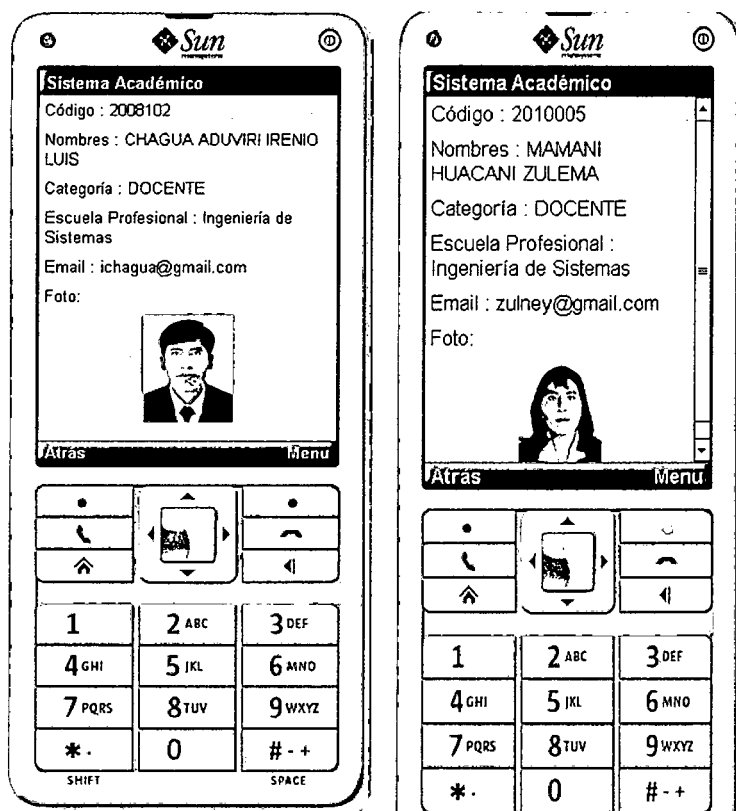 Sun
Sistema Académico
Código : 2008102
Nombres : CHAGUA ADUVIRI IRENIO
LUIS
Categoría : DOCENTE
Escuela Profesional : Ingeniería de
Sistemas
Email : ichagua@gmail.com
Foto:
Atrás Menu
1 2 ABC 3 DEF
4 GHI 5 JKL 6 MNO
7 PQRS 8 TUV 9 WXYZ
* . 0 # - +
SHIFT SPACE
Sun
Sistema Académico
Código : 2010005
Nombres : MAMANI
HUACANI ZULEMA
Categoría : DOCENTE
Escuela Profesional :
Ingeniería de Sistemas
Email : zulney@gmail.com
Foto:
Atrás Menu
1 2 ABC 3 DEF
4 GHI 5 JKL 6 MNO
7 PQRS 8 TUV 9 WXYZ
* . 0 # - +